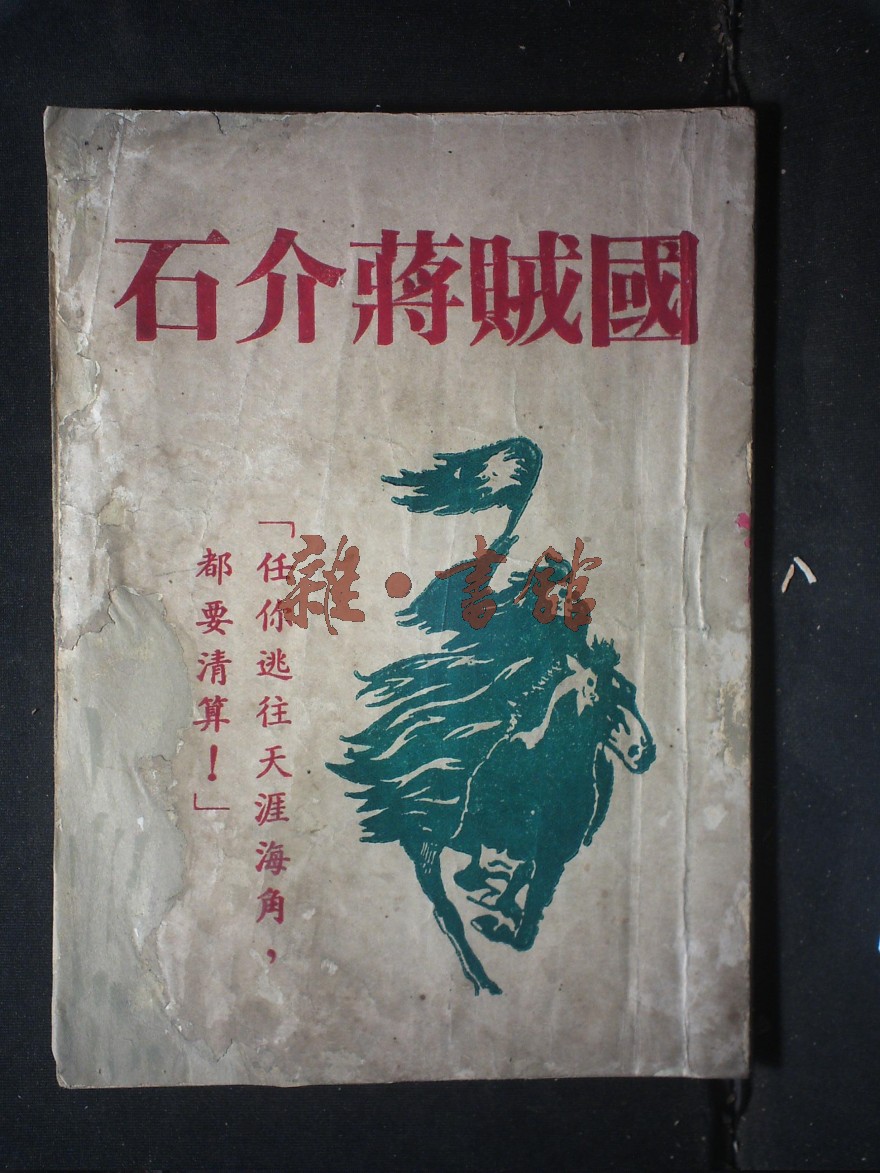 國賊蔣介石
「任你逃往天涯海角，
都要清算！」
雜·書館